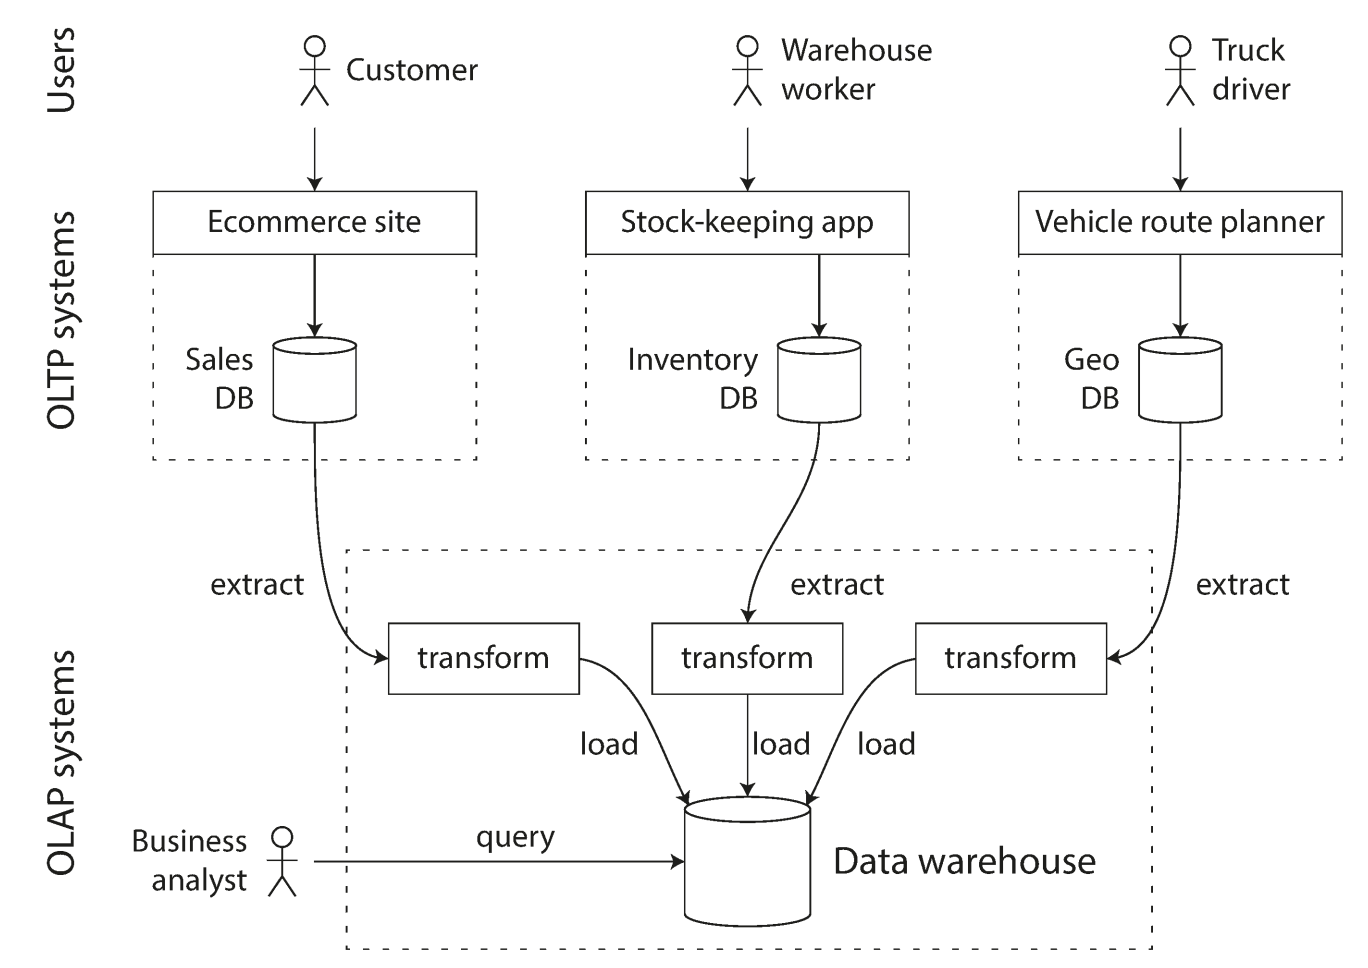 Users
Customer
Warehouse
worker
Truck
driver
OLTP systems
Ecommerce site
Stock-keeping app
Vehicle route planner
Sales
DB
Inventory
DB
Geo
DB
extract
extract
extract
OLAP systems
transform
transform
transform
load
load
load
Business
analyst
query
Data warehouse